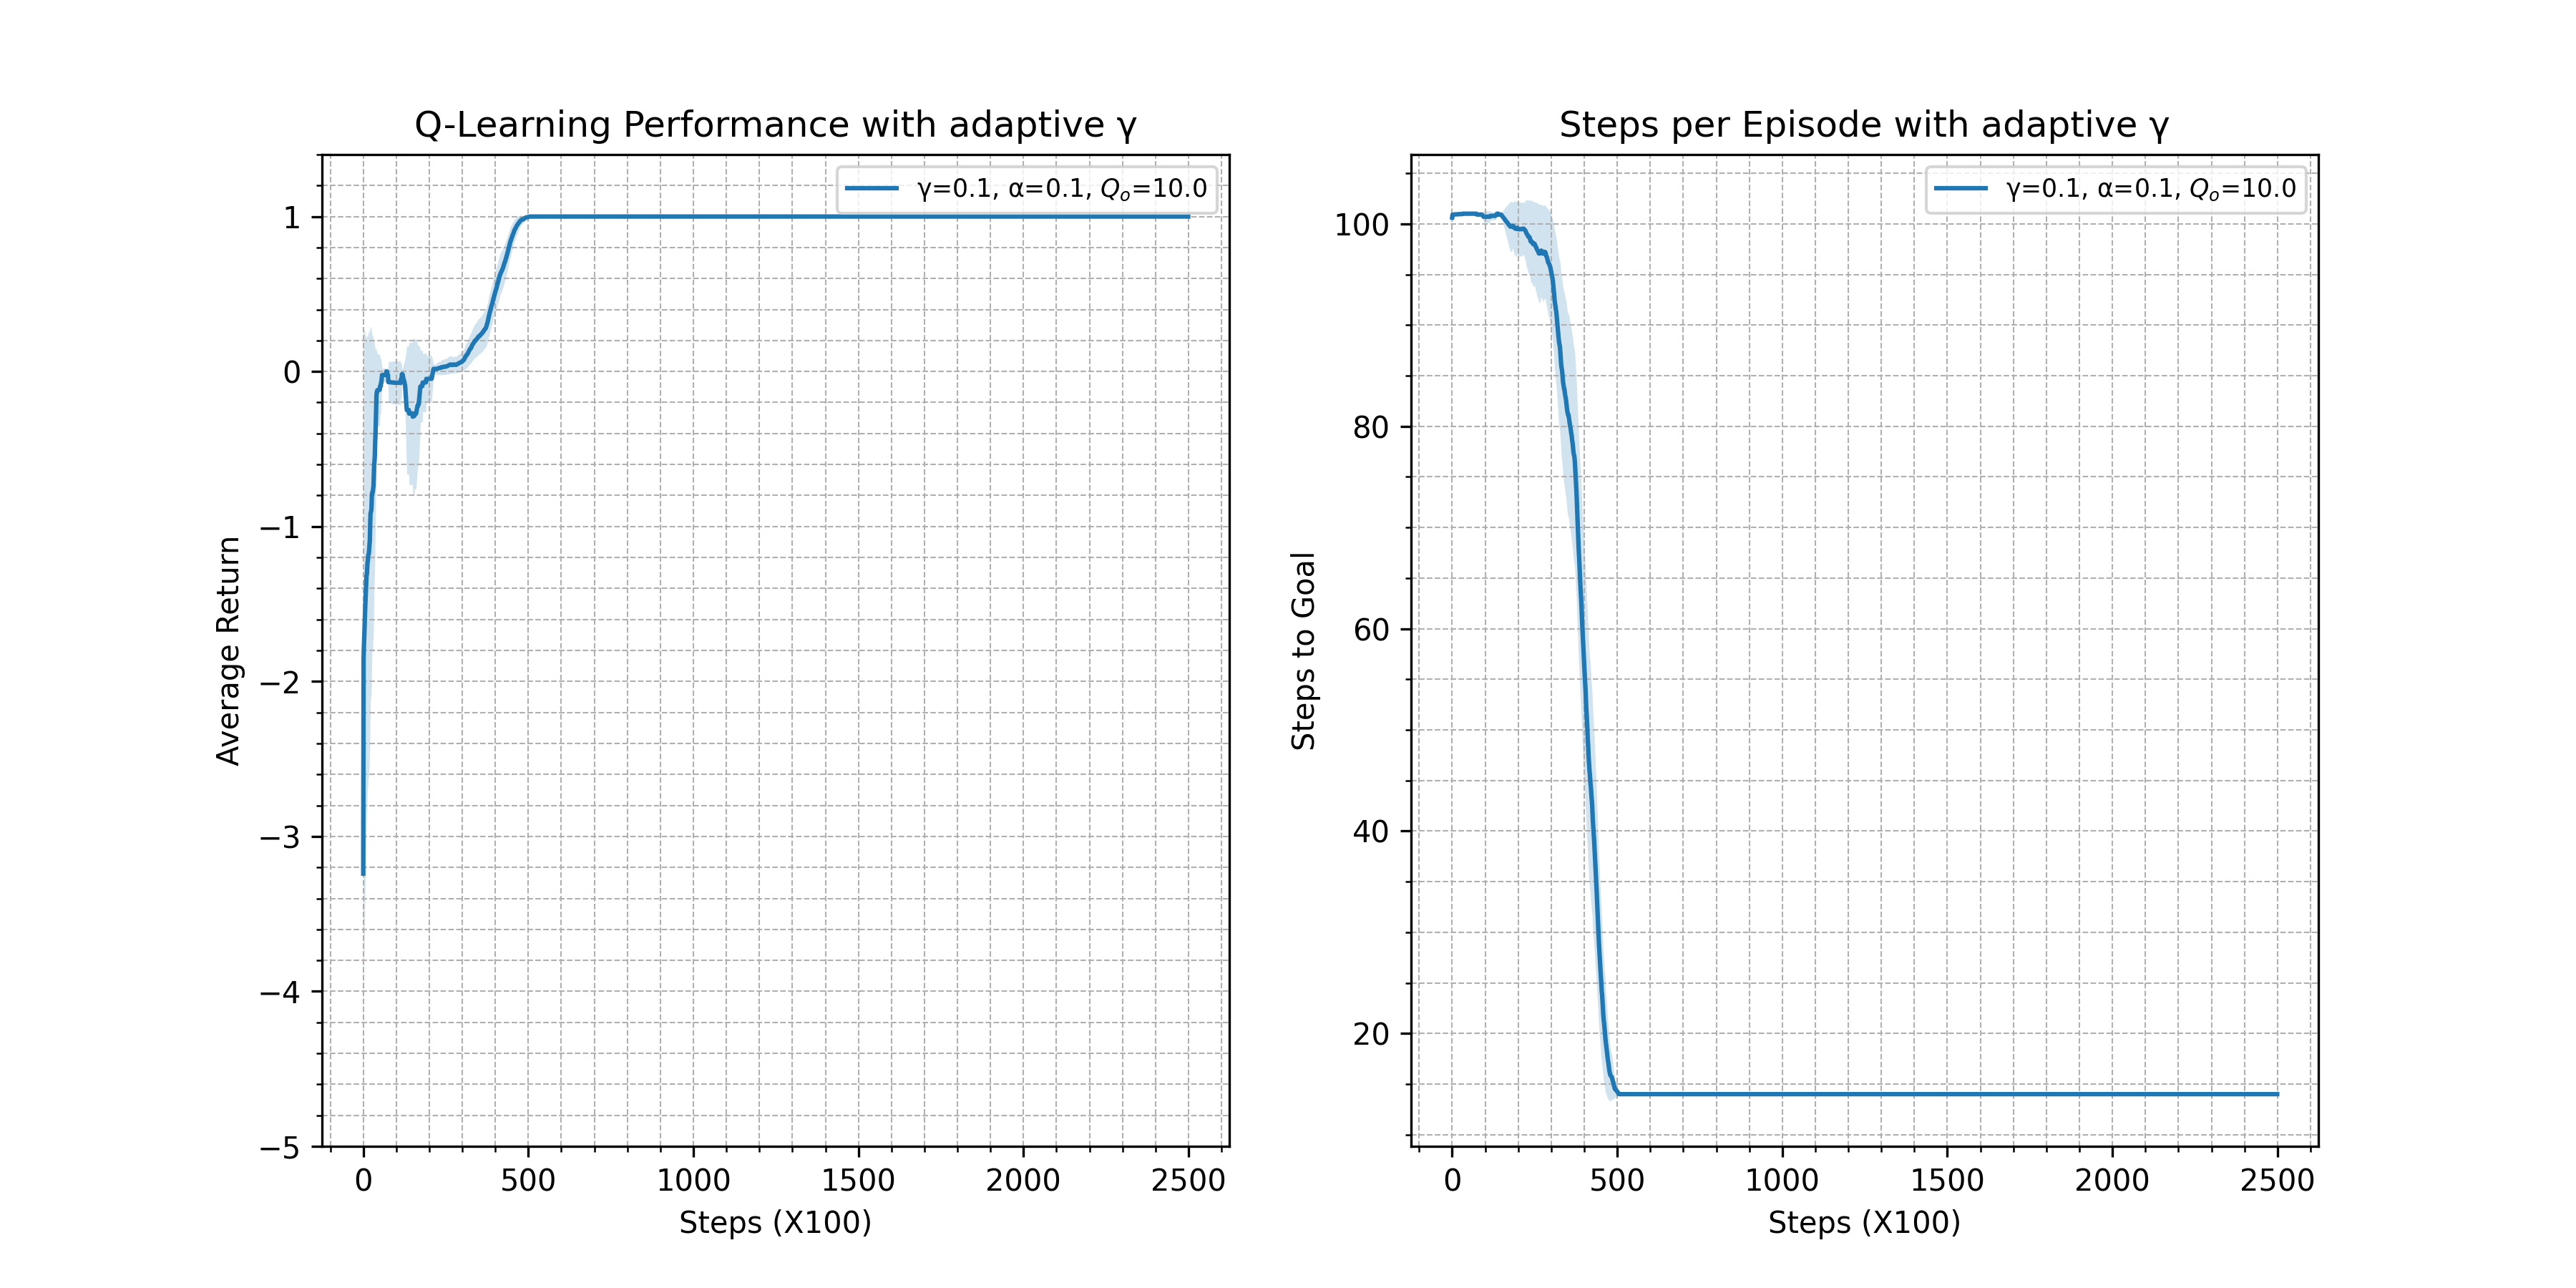 Q-Learning Performance with adaptive γ
γ=0.1, α=0.1, Qₒ=10.0
1
0
−1
−2
−3
−4
−5
Average Return
0 500 1000 1500 2000 2500
Steps (X100)
Steps per Episode with adaptive γ
γ=0.1, α=0.1, Qₒ=10.0
100
80
60
40
20
Steps to Goal
0 500 1000 1500 2000 2500
Steps (X100)